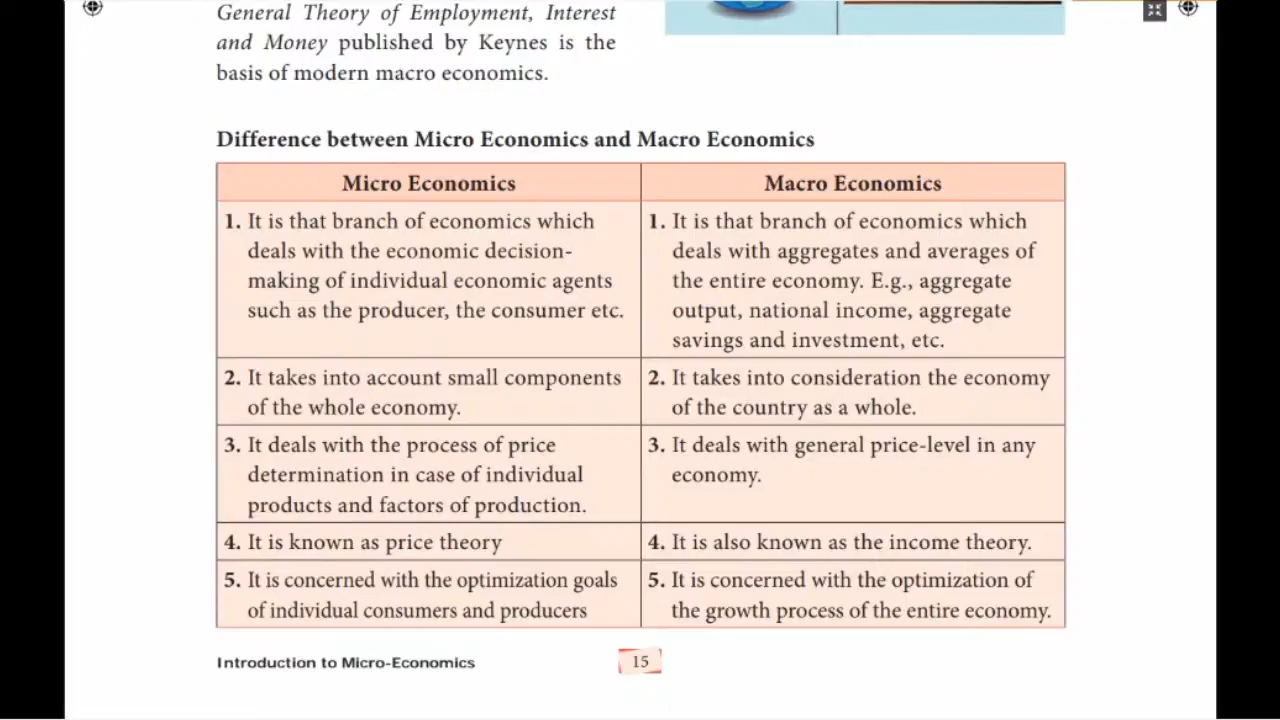 General Theory of Employment, Interest
and Money published by Keynes is the
basis of modern macro economics.
Difference between Micro Economics and Macro Economics
Micro Economics
Macro Economics
1. It is that branch of economics which
deals with the economic decision-
making of individual economic agents
such as the producer, the consumer etc.
1. It is that branch of economics which
deals with aggregates and averages of
the entire economy. E.g., aggregate
output, national income, aggregate
savings and investment, etc.
2. It takes into account small components
of the whole economy.
2. It takes into consideration the economy
of the country as a whole.
3. It deals with the process of price
determination in case of individual
products and factors of production.
3. It deals with general price-level in any
economy.
4. It is known as price theory
4. It is also known as the income theory.
5. It is concerned with the optimization goals
of individual consumers and producers
5. It is concerned with the optimization of
the growth process of the entire economy.
Introduction to Micro-Economics
15